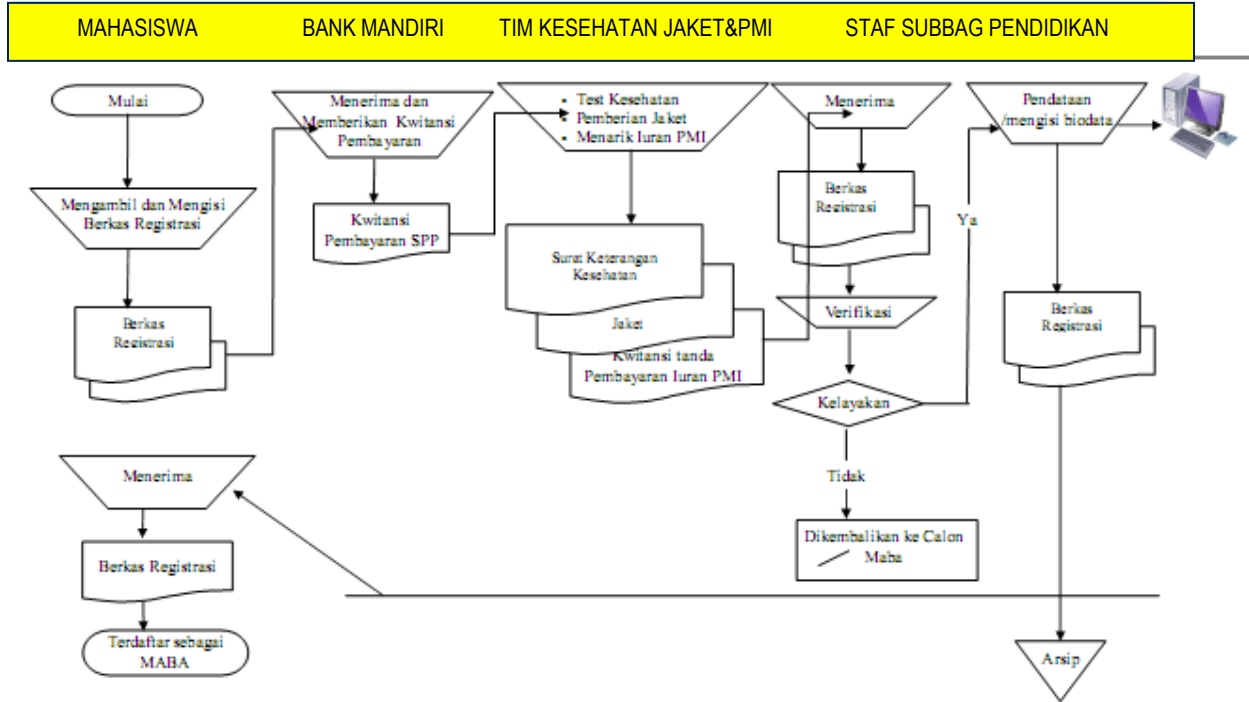 MAHASISWA
BANK MANDIRI
TIM KESEHATAN JAKET&PMI
STAF SUBBAG PENDIDIKAN
Mulai
Mengambil dan Mengisi
Berkas Registrasi
Berkas
Registrasi
Menerima dan
Memberikan Kwitansi
Pembayaran
Kwitansi
Pembayaran SPP
▪ Test Kesehatan
▪ Pemberian Jaket
▪ Menarik Iuran PMI
Surat Keterangan
Kesehatan
Jaket
Kwitansi tanda
Pembayaran Iuran PMI
Menerima
Berkas
Registrasi
Verifikasi
Kelayakan
Ya
Tidak
Dikembalikan ke Calon
Maba
Pendataan
/mengisi biodata
Berkas
Registrasi
Arsip
Menerima
Berkas Registrasi
Terdaftar sebagai
MABA